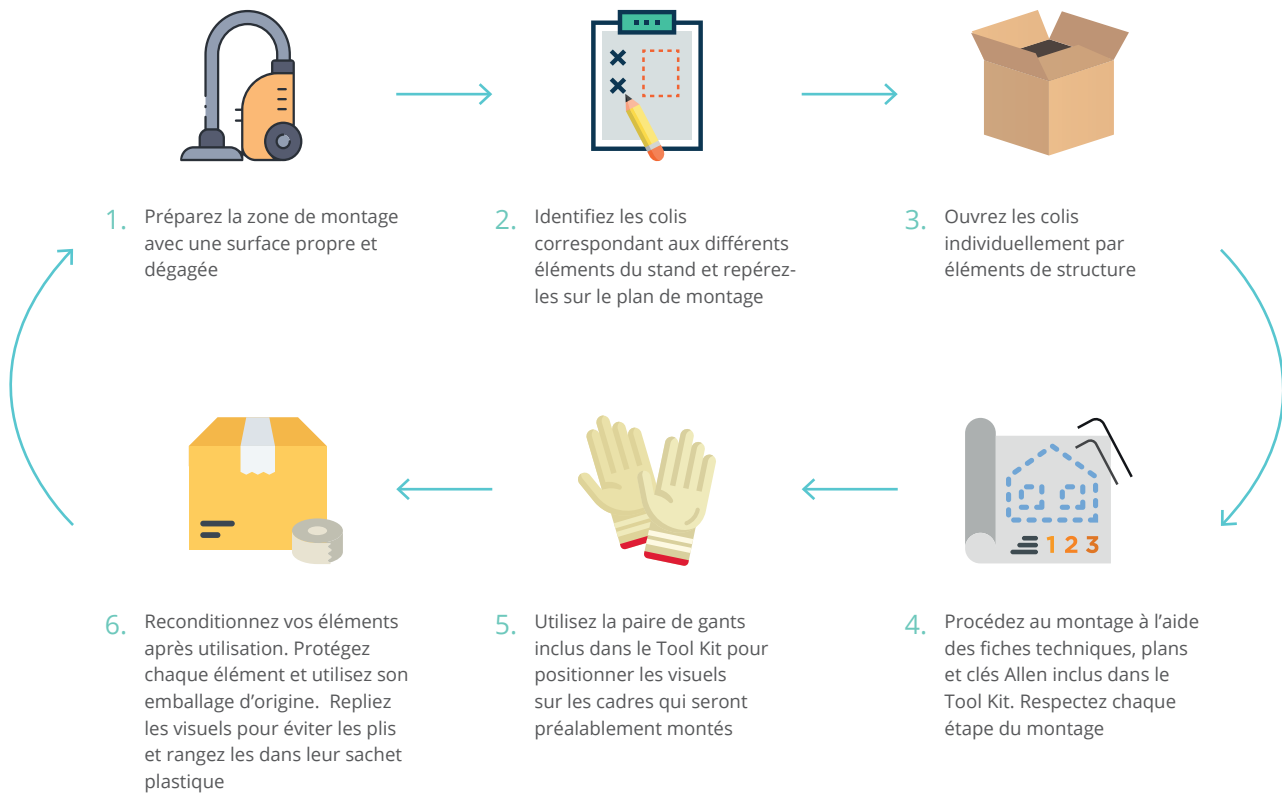 1. Préparez la zone de montage
avec une surface propre et
dégagée
2. Identifiez les colis
correspondant aux différents
éléments du stand et repérez-
les sur le plan de montage
3. Ouvrez les colis
individuellement par
éléments de structure
1 2 3
4. Procédez au montage à l’aide
des fiches techniques, plans
et clés Allen inclus dans le
Tool Kit. Respectez chaque
étape du montage
5. Utilisez la paire de gants
inclus dans le Tool Kit pour
positionner les visuels
sur les cadres qui seront
préalablement montés
6. Reconditionnez vos éléments
après utilisation. Protégez
chaque élément et utilisez son
emballage d’origine.  Repliez
les visuels pour éviter les plis
et rangez les dans leur sachet
plastique